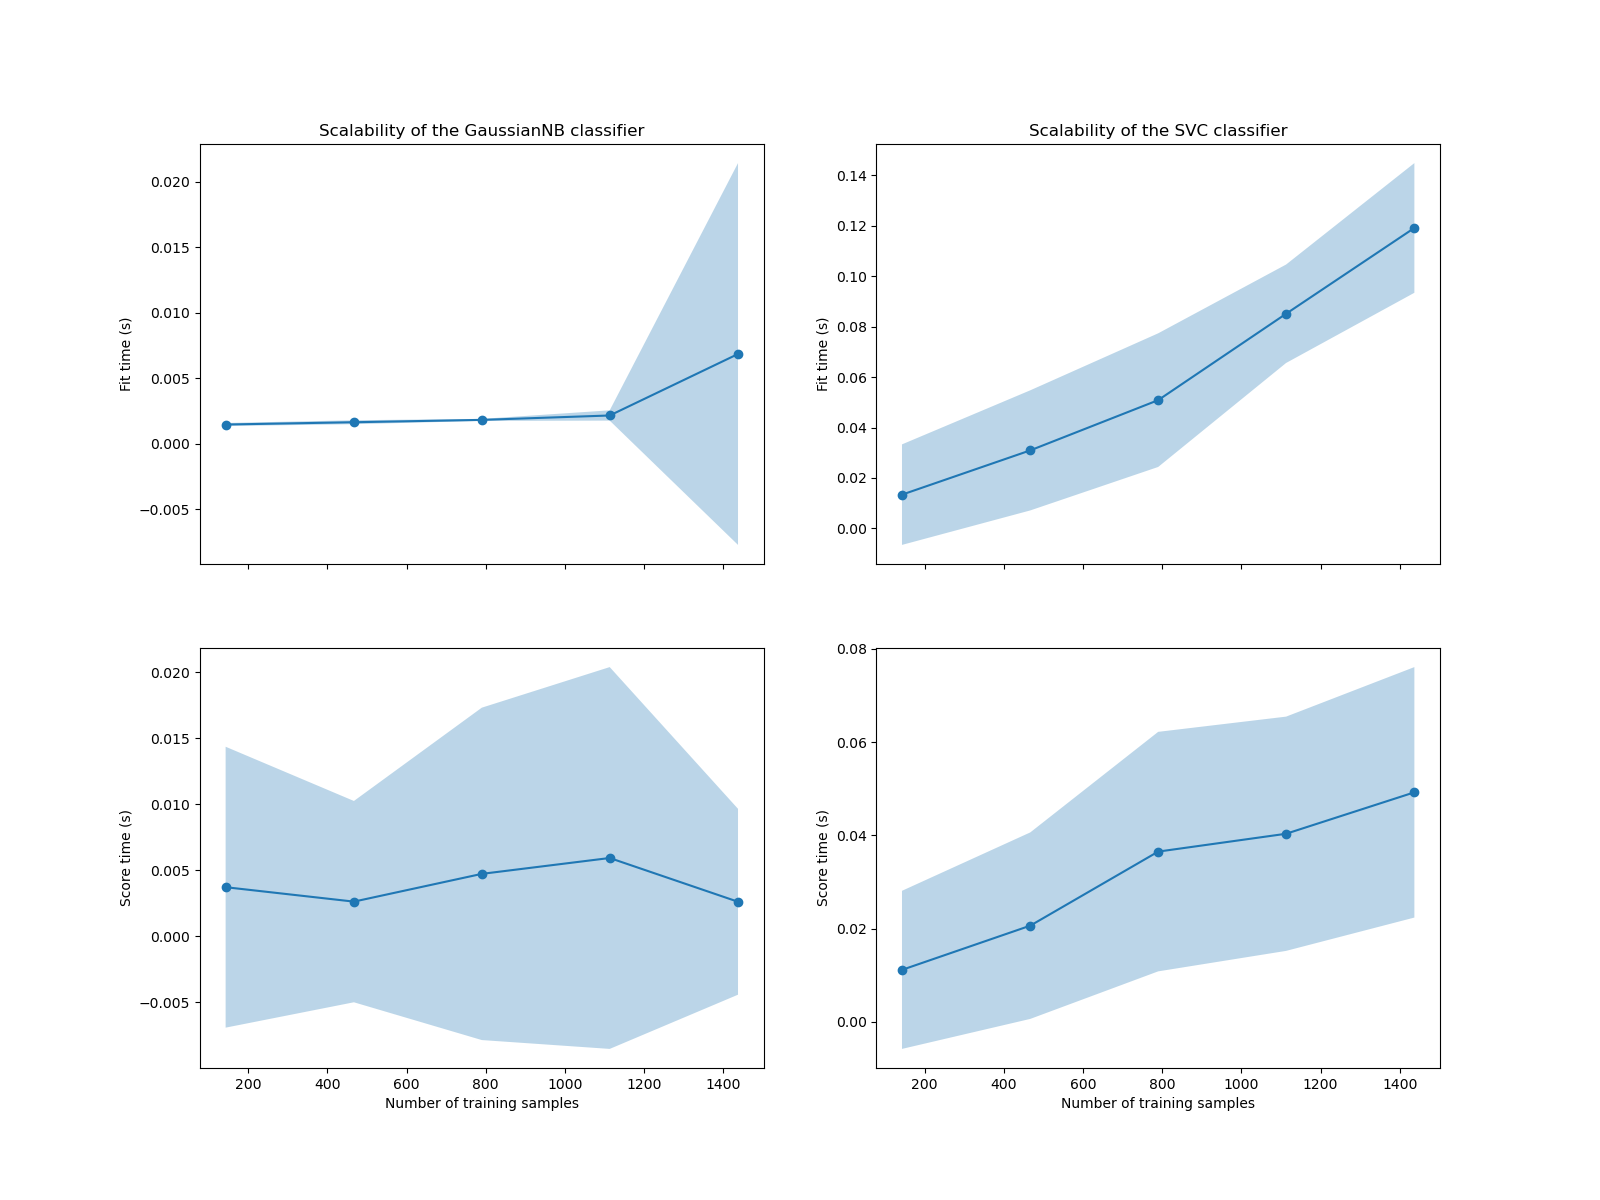 Scalability of the GaussianNB classifier
0.020
0.015
0.010
0.005
0.000
−0.005
Fit time (s)
Scalability of the SVC classifier
0.14
0.12
0.10
0.08
0.06
0.04
0.02
0.00
Fit time (s)
0.020
0.015
0.010
0.005
0.000
−0.005
Score time (s)
200 400 600 800 1000 1200 1400
Number of training samples
0.08
0.06
0.04
0.02
0.00
Score time (s)
200 400 600 800 1000 1200 1400
Number of training samples